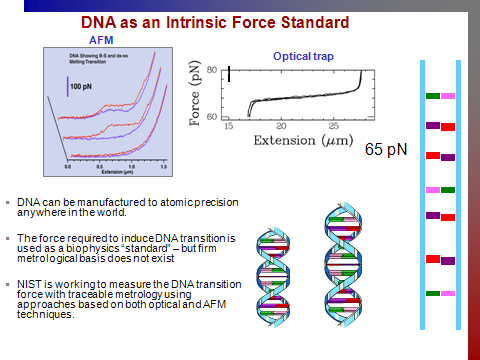 DNA as an Intrinsic Force Standard
AFM
Optical trap
DNA Showing B-S and ds-ss
Melting Transition
100 pN
0.0 0.5 1.0 1.5
Extension (μm)
Force (pN)
80
60
15 20 25
Extension (μm)
65 pN
DNA can be manufactured to atomic precision
anywhere in the world.
The force required to induce DNA transition is
used as a biophysics “standard” – but firm
metrological basis does not exist
NIST is working to measure the DNA transition
force with traceable metrology using
approaches based on both optical and AFM
techniques.